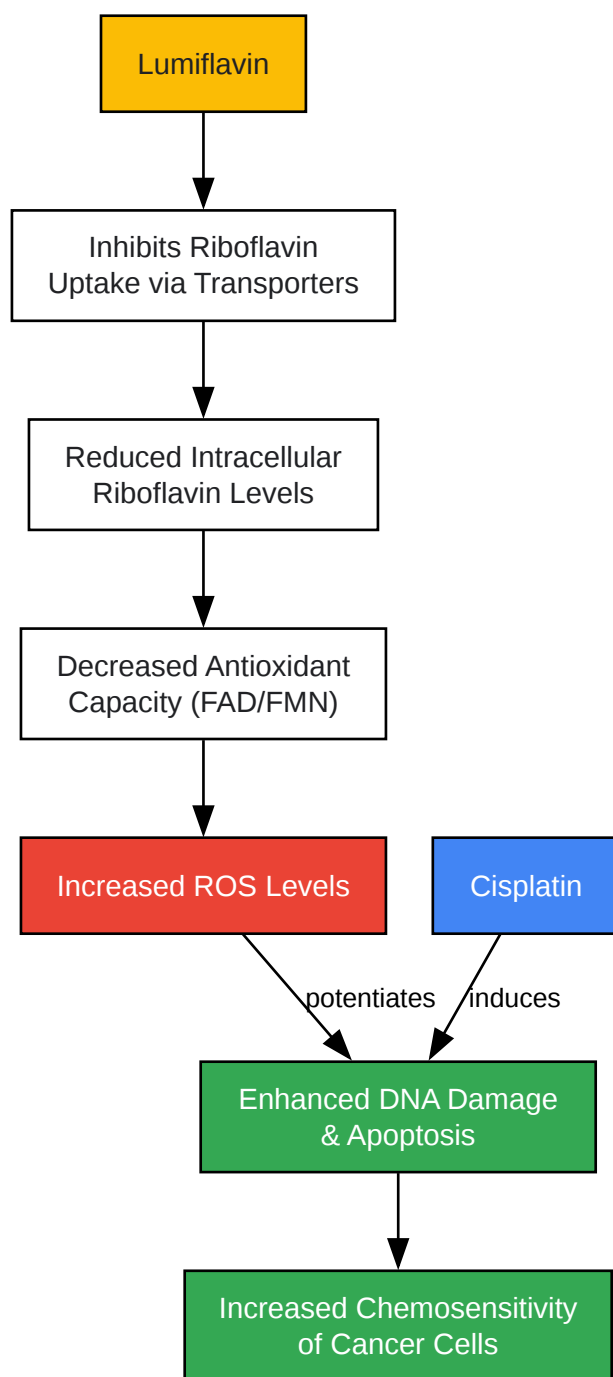 Lumiflavin
Inhibits Riboflavin
Uptake via Transporters
Reduced Intracellular
Riboflavin Levels
Decreased Antioxidant
Capacity (FAD/FMN)
Increased ROS Levels
Cisplatin
potentiates
induces
Enhanced DNA Damage
& Apoptosis
Increased Chemosensitivity
of Cancer Cells